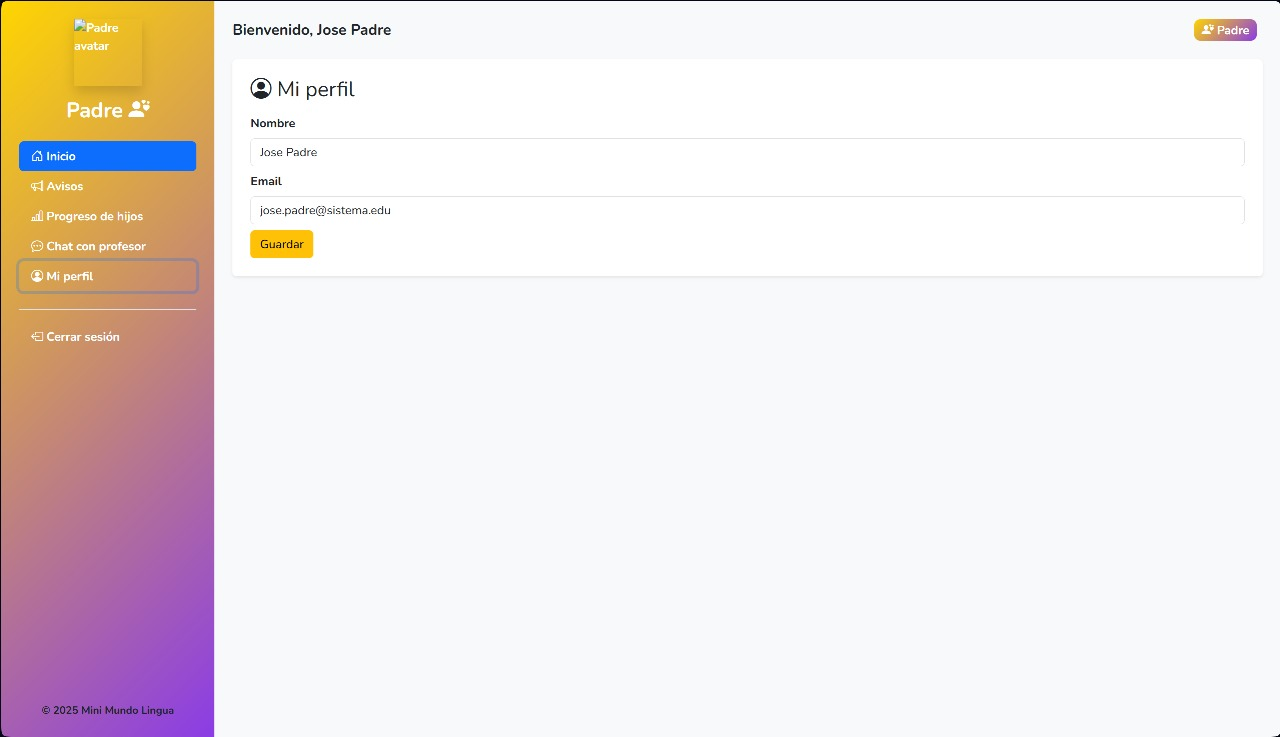 Padre
avatar
Padre
Inicio
Avisos
Progreso de hijos
Chat con profesor
Mi perfil
Cerrar sesión
© 2025 Mini Mundo Lingua
Bienvenido, Jose Padre
Padre
Mi perfil
Nombre
Jose Padre
Email
jose.padre@sistema.edu
Guardar